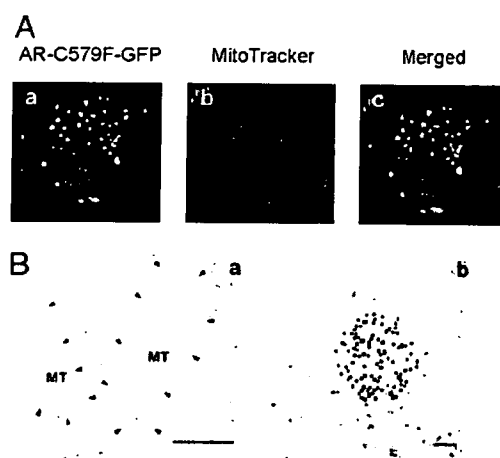 A
AR-C579F-GFP MitoTracker Merged
a b c
B a b
MT MT